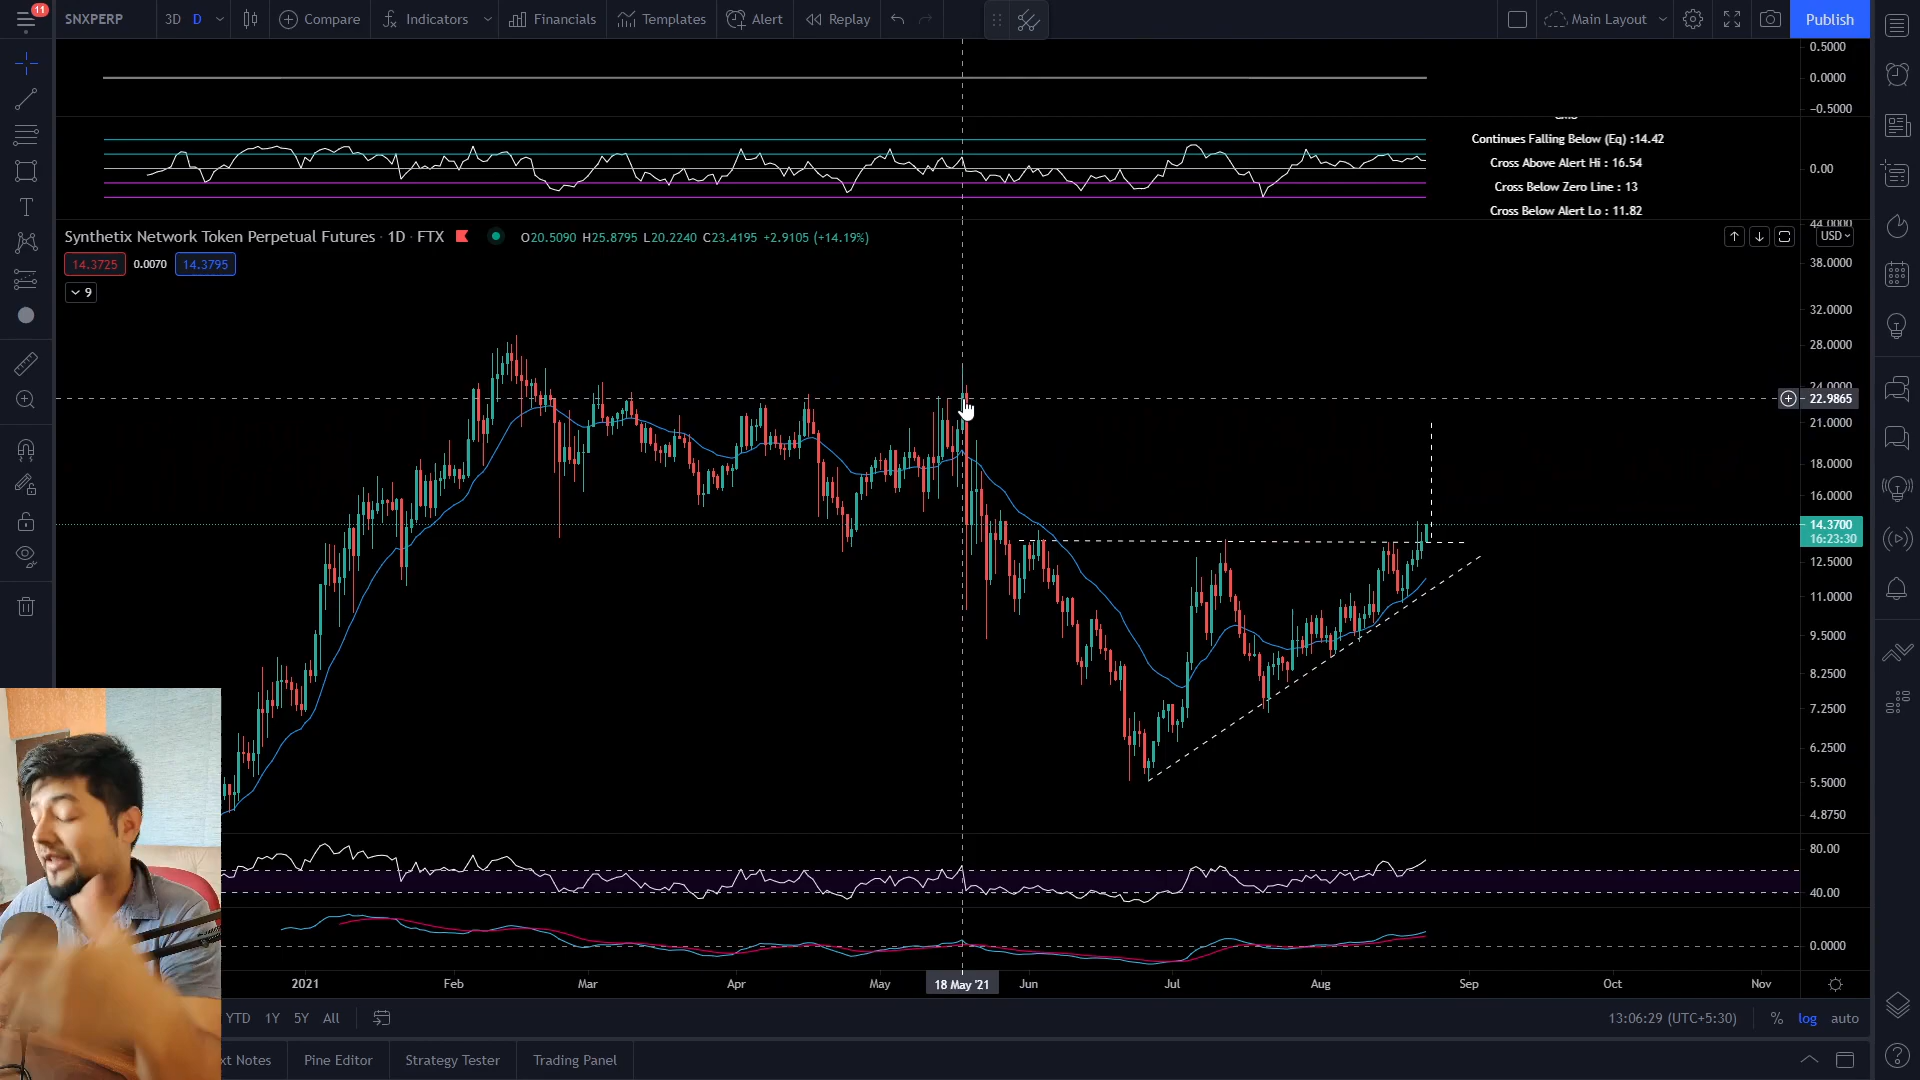 11
SNXPERP
3D D
Compare
Indicators
Financials
Templates
Alert
Replay
Main Layout
Publish
0.5000
0.0000
−0.5000
Continues Falling Below (Eq) :14.42
Cross Above Alert Hi : 16.54
Cross Below Zero Line : 13
Cross Below Alert Lo : 11.82
0.00
Synthetix Network Token Perpetual Futures · 1D · FTX
O20.5090 H25.8795 L20.2240 C23.4195 +2.9105 (+14.19%)
14.3725 0.0070 14.3795
9
44.0000
USD
38.0000
32.0000
28.0000
24.0000
22.9865
21.0000
18.0000
16.0000
14.3700
16:23:30
12.5000
11.0000
9.5000
8.2500
7.2500
6.2500
5.5000
4.8750
80.00
40.00
0.0000
2021 Feb Mar Apr May 18 May '21 Jun Jul Aug Sep Oct Nov
YTD 1Y 5Y All
13:06:29 (UTC+5:30) % log auto
Notes
Pine Editor
Strategy Tester
Trading Panel